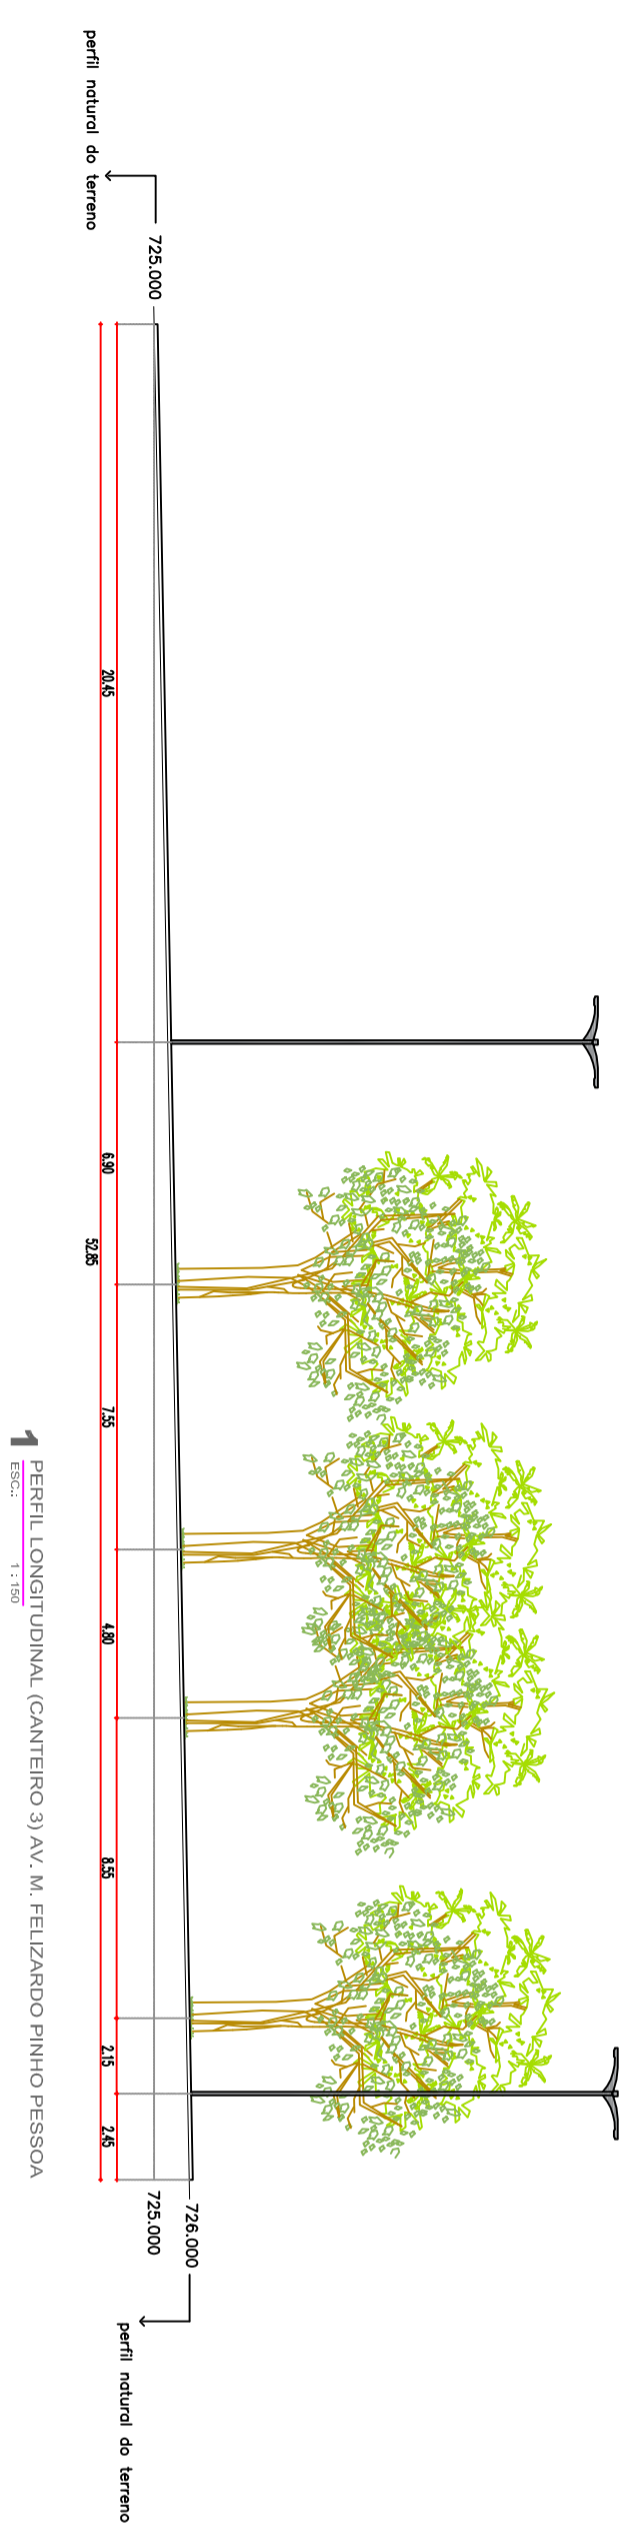 perfil natural do terreno
725.000
20.45
6.90
7.55
4.80
8.55
2.15
2.45
52.85
726.000
725.000
perfil natural do terreno
1 PERFIL LONGITUDINAL (CANTEIRO 3) AV. M. FELIZARDO PINHO PESSOA
ESC.: 1 : 150